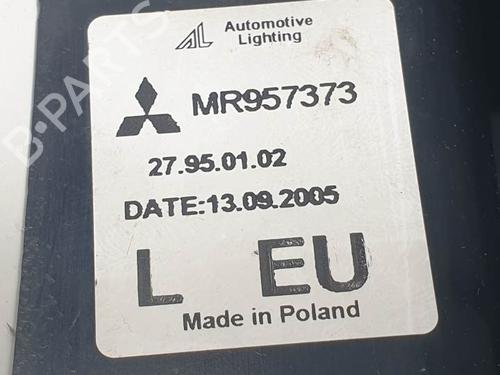 AL Automotive
Lighting
MR957373
27.95.01.02
DATE:13.09.2005
L EU
Made in Poland
B-PARTS